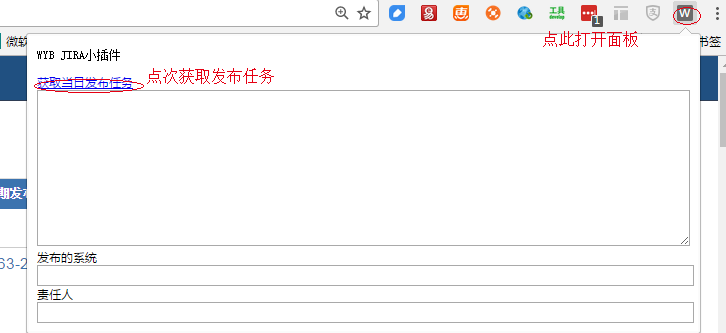 工具
1
W
点此打开面板
微软
书签
WYB JIRA小插件
获取当日发布任务
点次获取发布任务
期发布
63-2
发布的系统
责任人